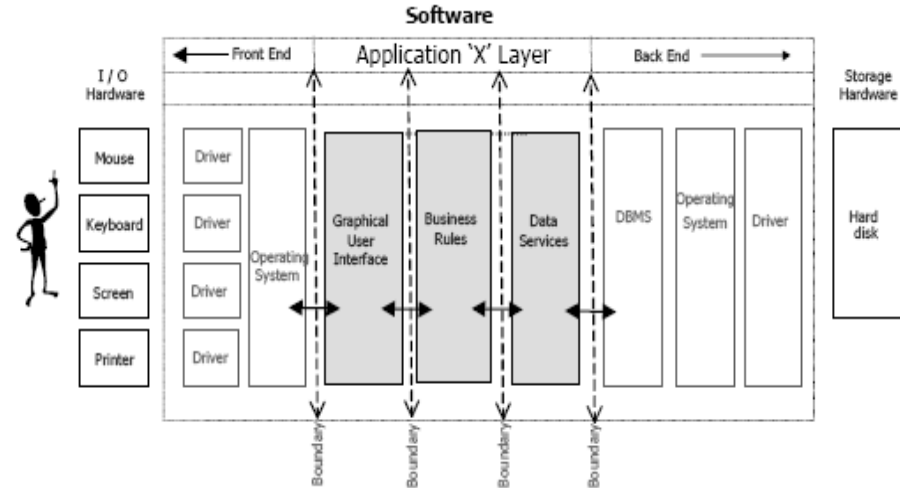 Software
Front End
Application ‘X’ Layer
Back End
I / O
Hardware
Storage
Hardware
Mouse
Keyboard
Screen
Printer
Driver
Driver
Driver
Driver
Operating
System
Graphical
User
Interface
Business
Rules
Data
Services
DBMS
Operating
System
Driver
Hard
disk
Boundary
Boundary
Boundary
Boundary